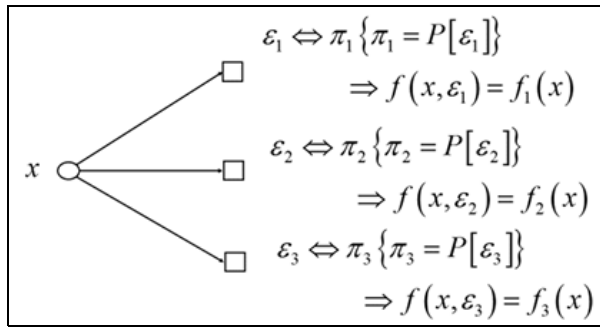 ε₁ ⇔ π₁{π₁ = P[ε₁]}
⇒ f(x,ε₁) = f₁(x)
ε₂ ⇔ π₂{π₂ = P[ε₂]}
x
⇒ f(x,ε₂) = f₂(x)
ε₃ ⇔ π₃{π₃ = P[ε₃]}
⇒ f(x,ε₃) = f₃(x)